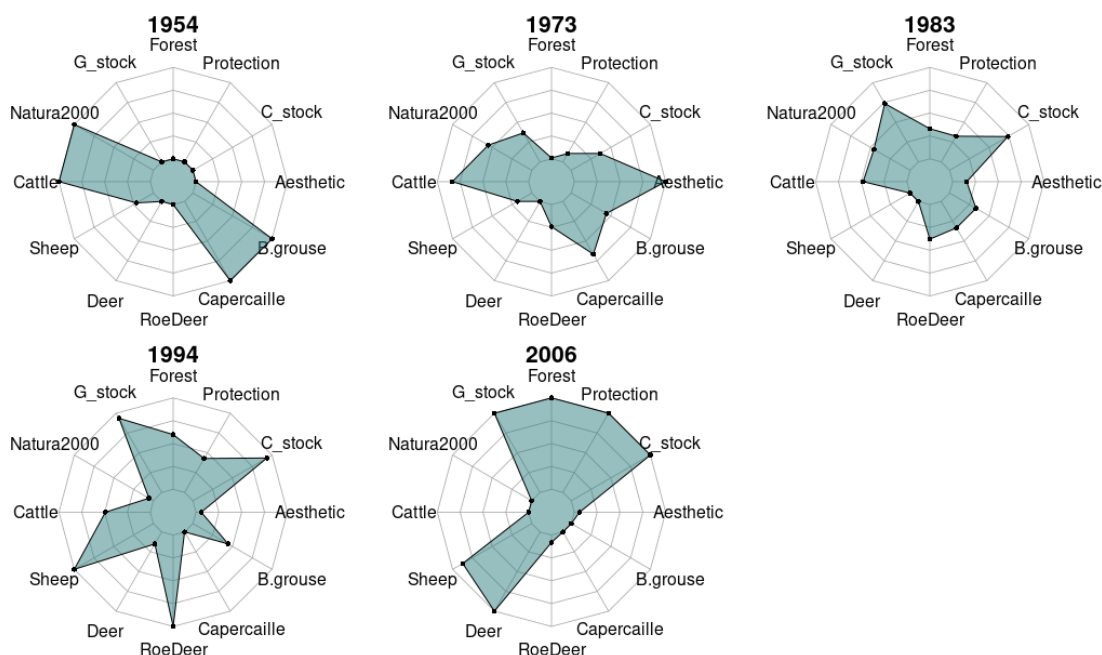 1954
Forest
G_stock
Protection
Natura2000
C_stock
Cattle
Aesthetic
Sheep
B.grouse
Deer
Capercaille
RoeDeer
1973
Forest
G_stock
Protection
Natura2000
C_stock
Cattle
Aesthetic
Sheep
B.grouse
Deer
Capercaille
RoeDeer
1983
Forest
G_stock
Protection
Natura2000
C_stock
Cattle
Aesthetic
Sheep
B.grouse
Deer
Capercaille
RoeDeer
1994
Forest
G_stock
Protection
Natura2000
C_stock
Cattle
Aesthetic
Sheep
B.grouse
Deer
Capercaille
RoeDeer
2006
Forest
G_stock
Protection
Natura2000
C_stock
Cattle
Aesthetic
Sheep
B.grouse
Deer
Capercaille
RoeDeer